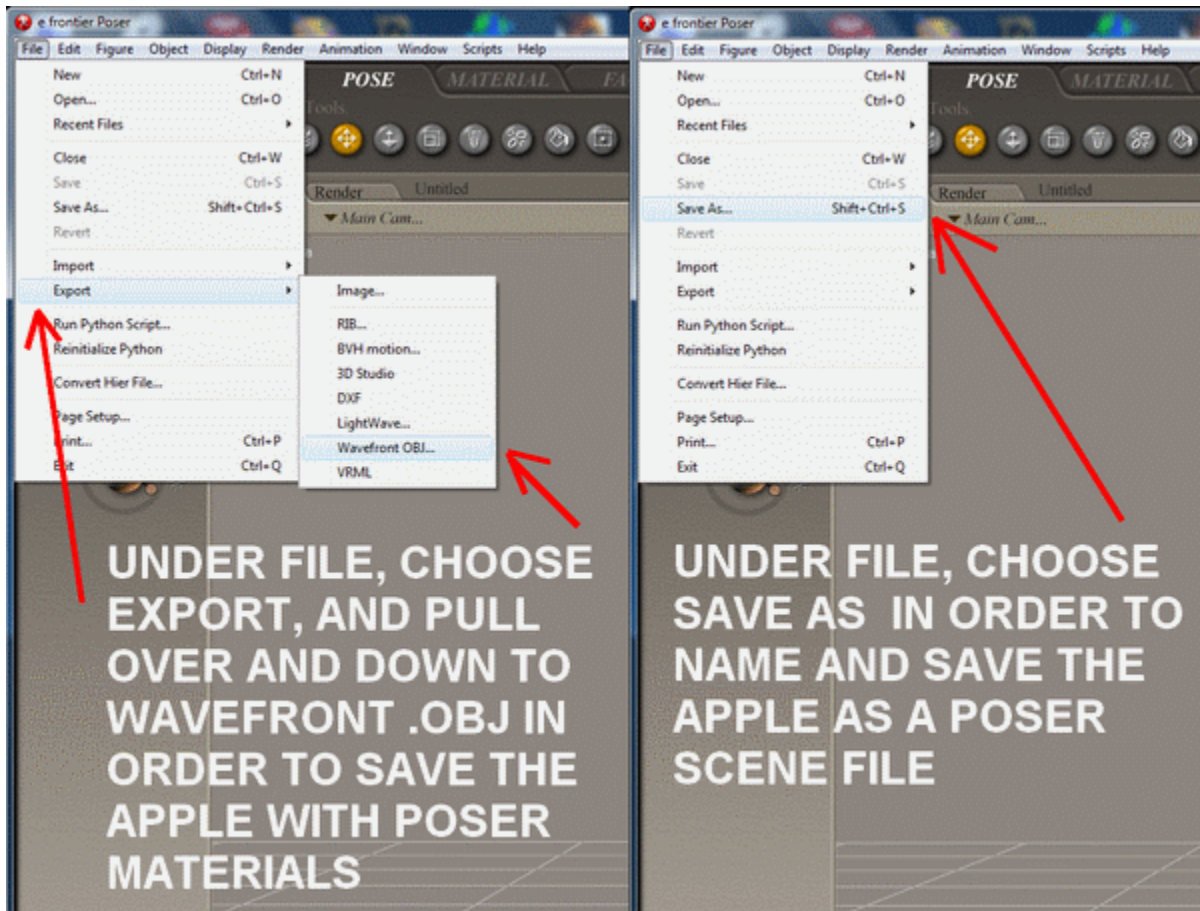 e frontier Poser
File Edit Figure Object Display Render Animation Window Scripts Help
POSE MATERIAL FA
Tools
Render Untitled
Main Cam...
New Ctrl+N
Open... Ctrl+O
Recent Files
Close Ctrl+W
Save Ctrl+S
Save As... Shift+Ctrl+S
Revert
Import
Export
Run Python Script...
Reinitialize Python
Convert Hier File...
Page Setup...
Print... Ctrl+P
Exit Ctrl+Q
Image...
RIB...
BVH motion...
3D Studio
DXF
LightWave...
Wavefront OBJ...
VRML
UNDER FILE, CHOOSE
EXPORT, AND PULL
OVER AND DOWN TO
WAVEFRONT .OBJ IN
ORDER TO SAVE THE
APPLE WITH POSER
MATERIALS
e frontier Poser
File Edit Figure Object Display Render Animation Window Scripts Help
POSE MATERIAL
Tools
Render Untitled
Main Cam...
New Ctrl+N
Open... Ctrl+O
Recent Files
Close Ctrl+W
Save Ctrl+S
Save As... Shift+Ctrl+S
Revert
Import
Export
Run Python Script...
Reinitialize Python
Convert Hier File...
Page Setup...
Print... Ctrl+P
Exit Ctrl+Q
UNDER FILE, CHOOSE
SAVE AS IN ORDER TO
NAME AND SAVE THE
APPLE AS A POSER
SCENE FILE